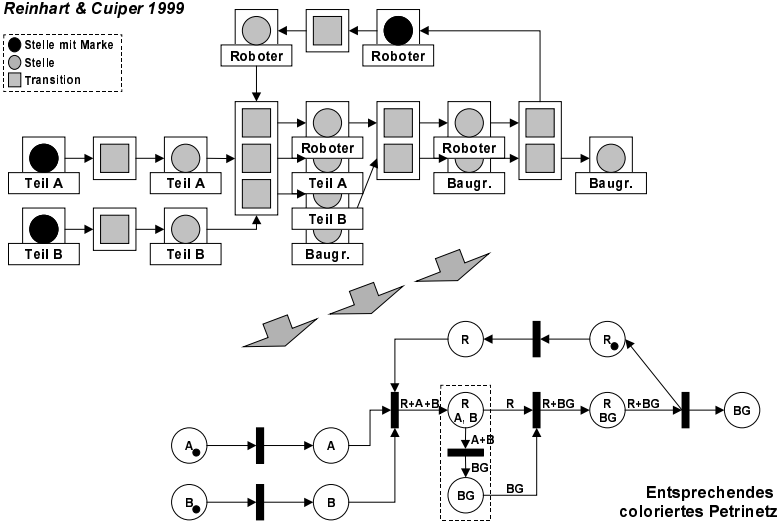 Reinhart & Cuiper 1999
Stelle mit Marke
Stelle
Transition
Roboter
Roboter
Roboter
Roboter
Teil A
Teil A
Teil A
Baugr.
Baugr.
Teil B
Teil B
Teil B
Baugr.
R
R
R+A+B
R
A, B
R
R+BG
R
BG
R+BG
BG
A
A
A+B
BG
B
B
BG
BG
Entsprechendes
coloriertes Petrinetz